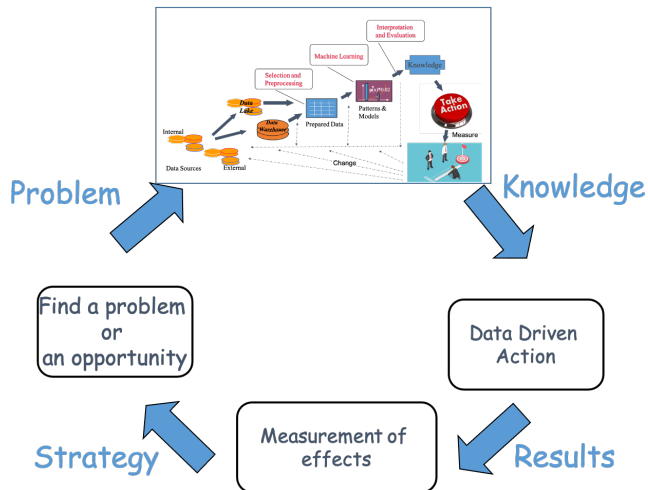 Interpretation
and Evaluation
Machine Learning
Knowledge
Selection and
Preprocessing
TAKE
ACTION
Data
Lake
Patterns &
Models
Data
Warehouse
Prepared Data
Measure
Internal
Change
Data Sources
External
Problem
Knowledge
Find a problem
or
an opportunity
Data Driven
Action
Measurement of
effects
Strategy
Results